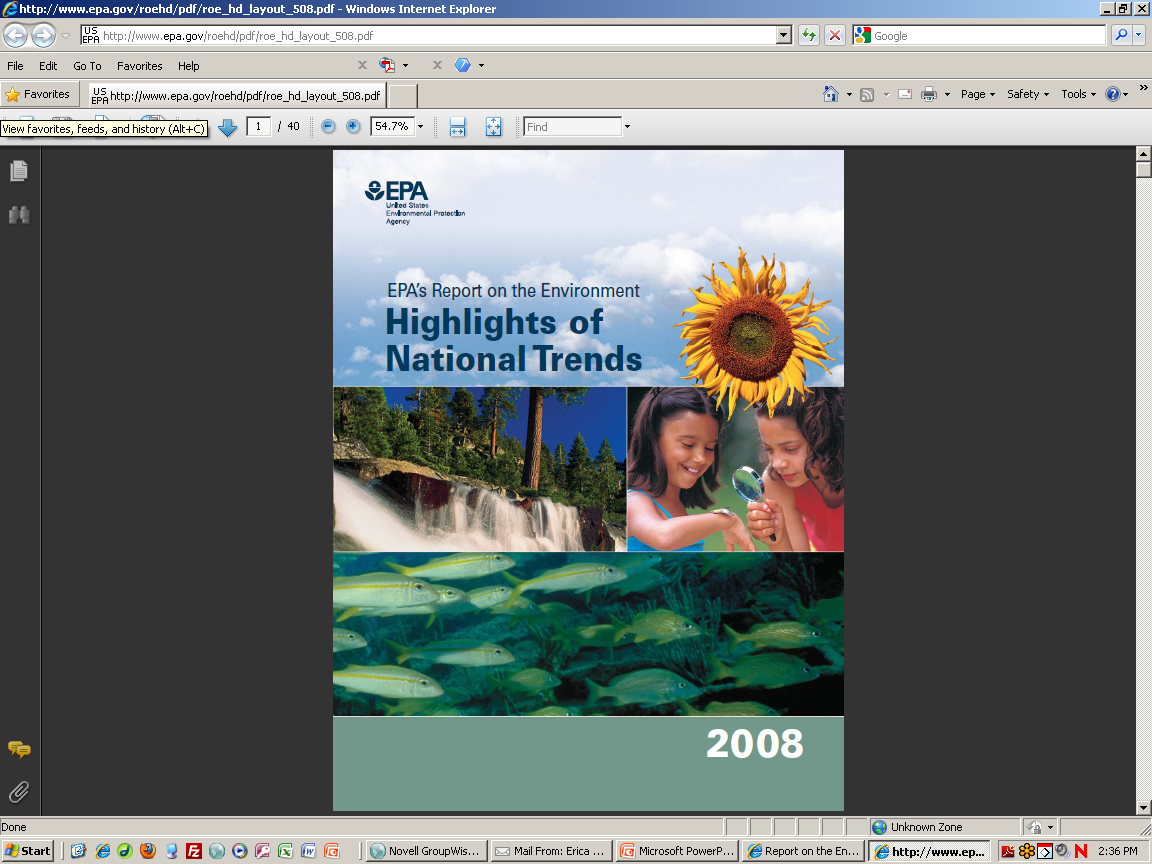 http://www.epa.gov/roehd/pdf/roe_hd_layout_508.pdf - Windows Internet Explorer
US EPA http://www.epa.gov/roehd/pdf/roe_hd_layout_508.pdf
Google
File Edit Go To Favorites Help
Favorites US EPA http://www.epa.gov/roehd/pdf/roe_hd_layout_508.pdf
Page Safety Tools »
View favorites, feeds, and history (Alt+C)
1 / 40 54.7% Find
EPA
United States
Environmental Protection
Agency
EPA's Report on the Environment
Highlights of
National Trends
2008
Done Unknown Zone
Start Novell GroupWis... Mail From: Erica ... Microsoft PowerP... Report on the En... http://www.ep... 2:36 PM